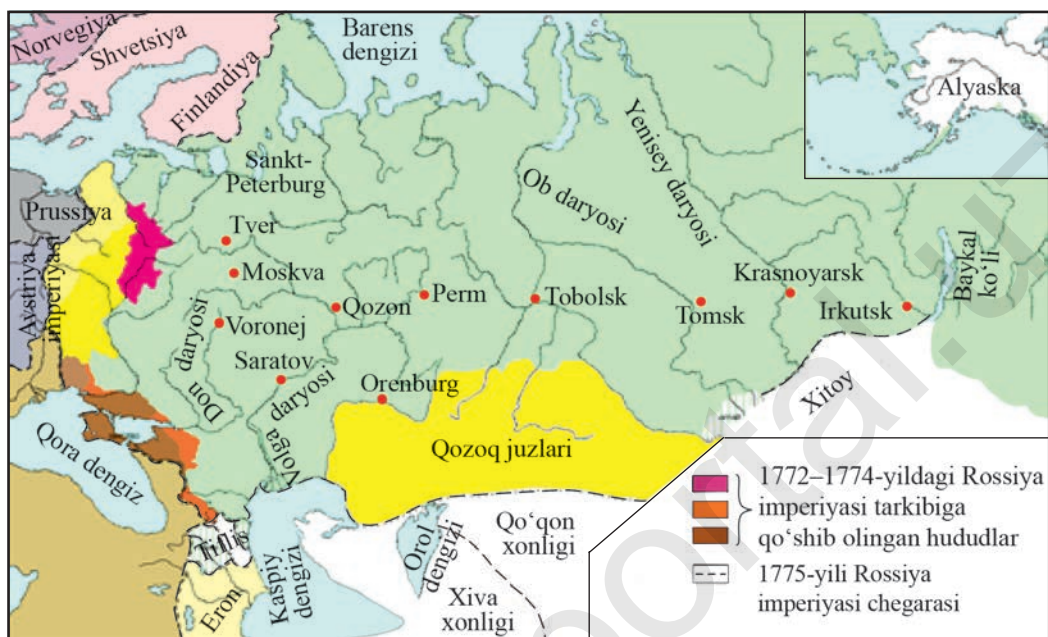 Norvegiya
Shvetsiya
Finlandiya
Barens
dengizi
Alyaska
Sankt-
Peterburg
Yenisey daryosi
Ob daryosi
Prussiya
Avstriya
imperiyasi
Tver
Moskva
Voronej
Qozon
Perm
Tobolsk
Tomsk
Krasnoyarsk
Irkutsk
Baykal
ko‘li
Don daryosi
Saratov
Volga daryosi
Orenburg
Xitoy
Qora dengiz
Qozoq juzlari
Tiflis
Eron
Kaspiy
dengizi
Orol
dengizi
Qo‘qon
xonligi
Xiva
xonligi
1772–1774-yildagi Rossiya
imperiyasi tarkibiga
qo‘shib olingan hududlar
1775-yili Rossiya
imperiyasi chegarasi
portal.uz